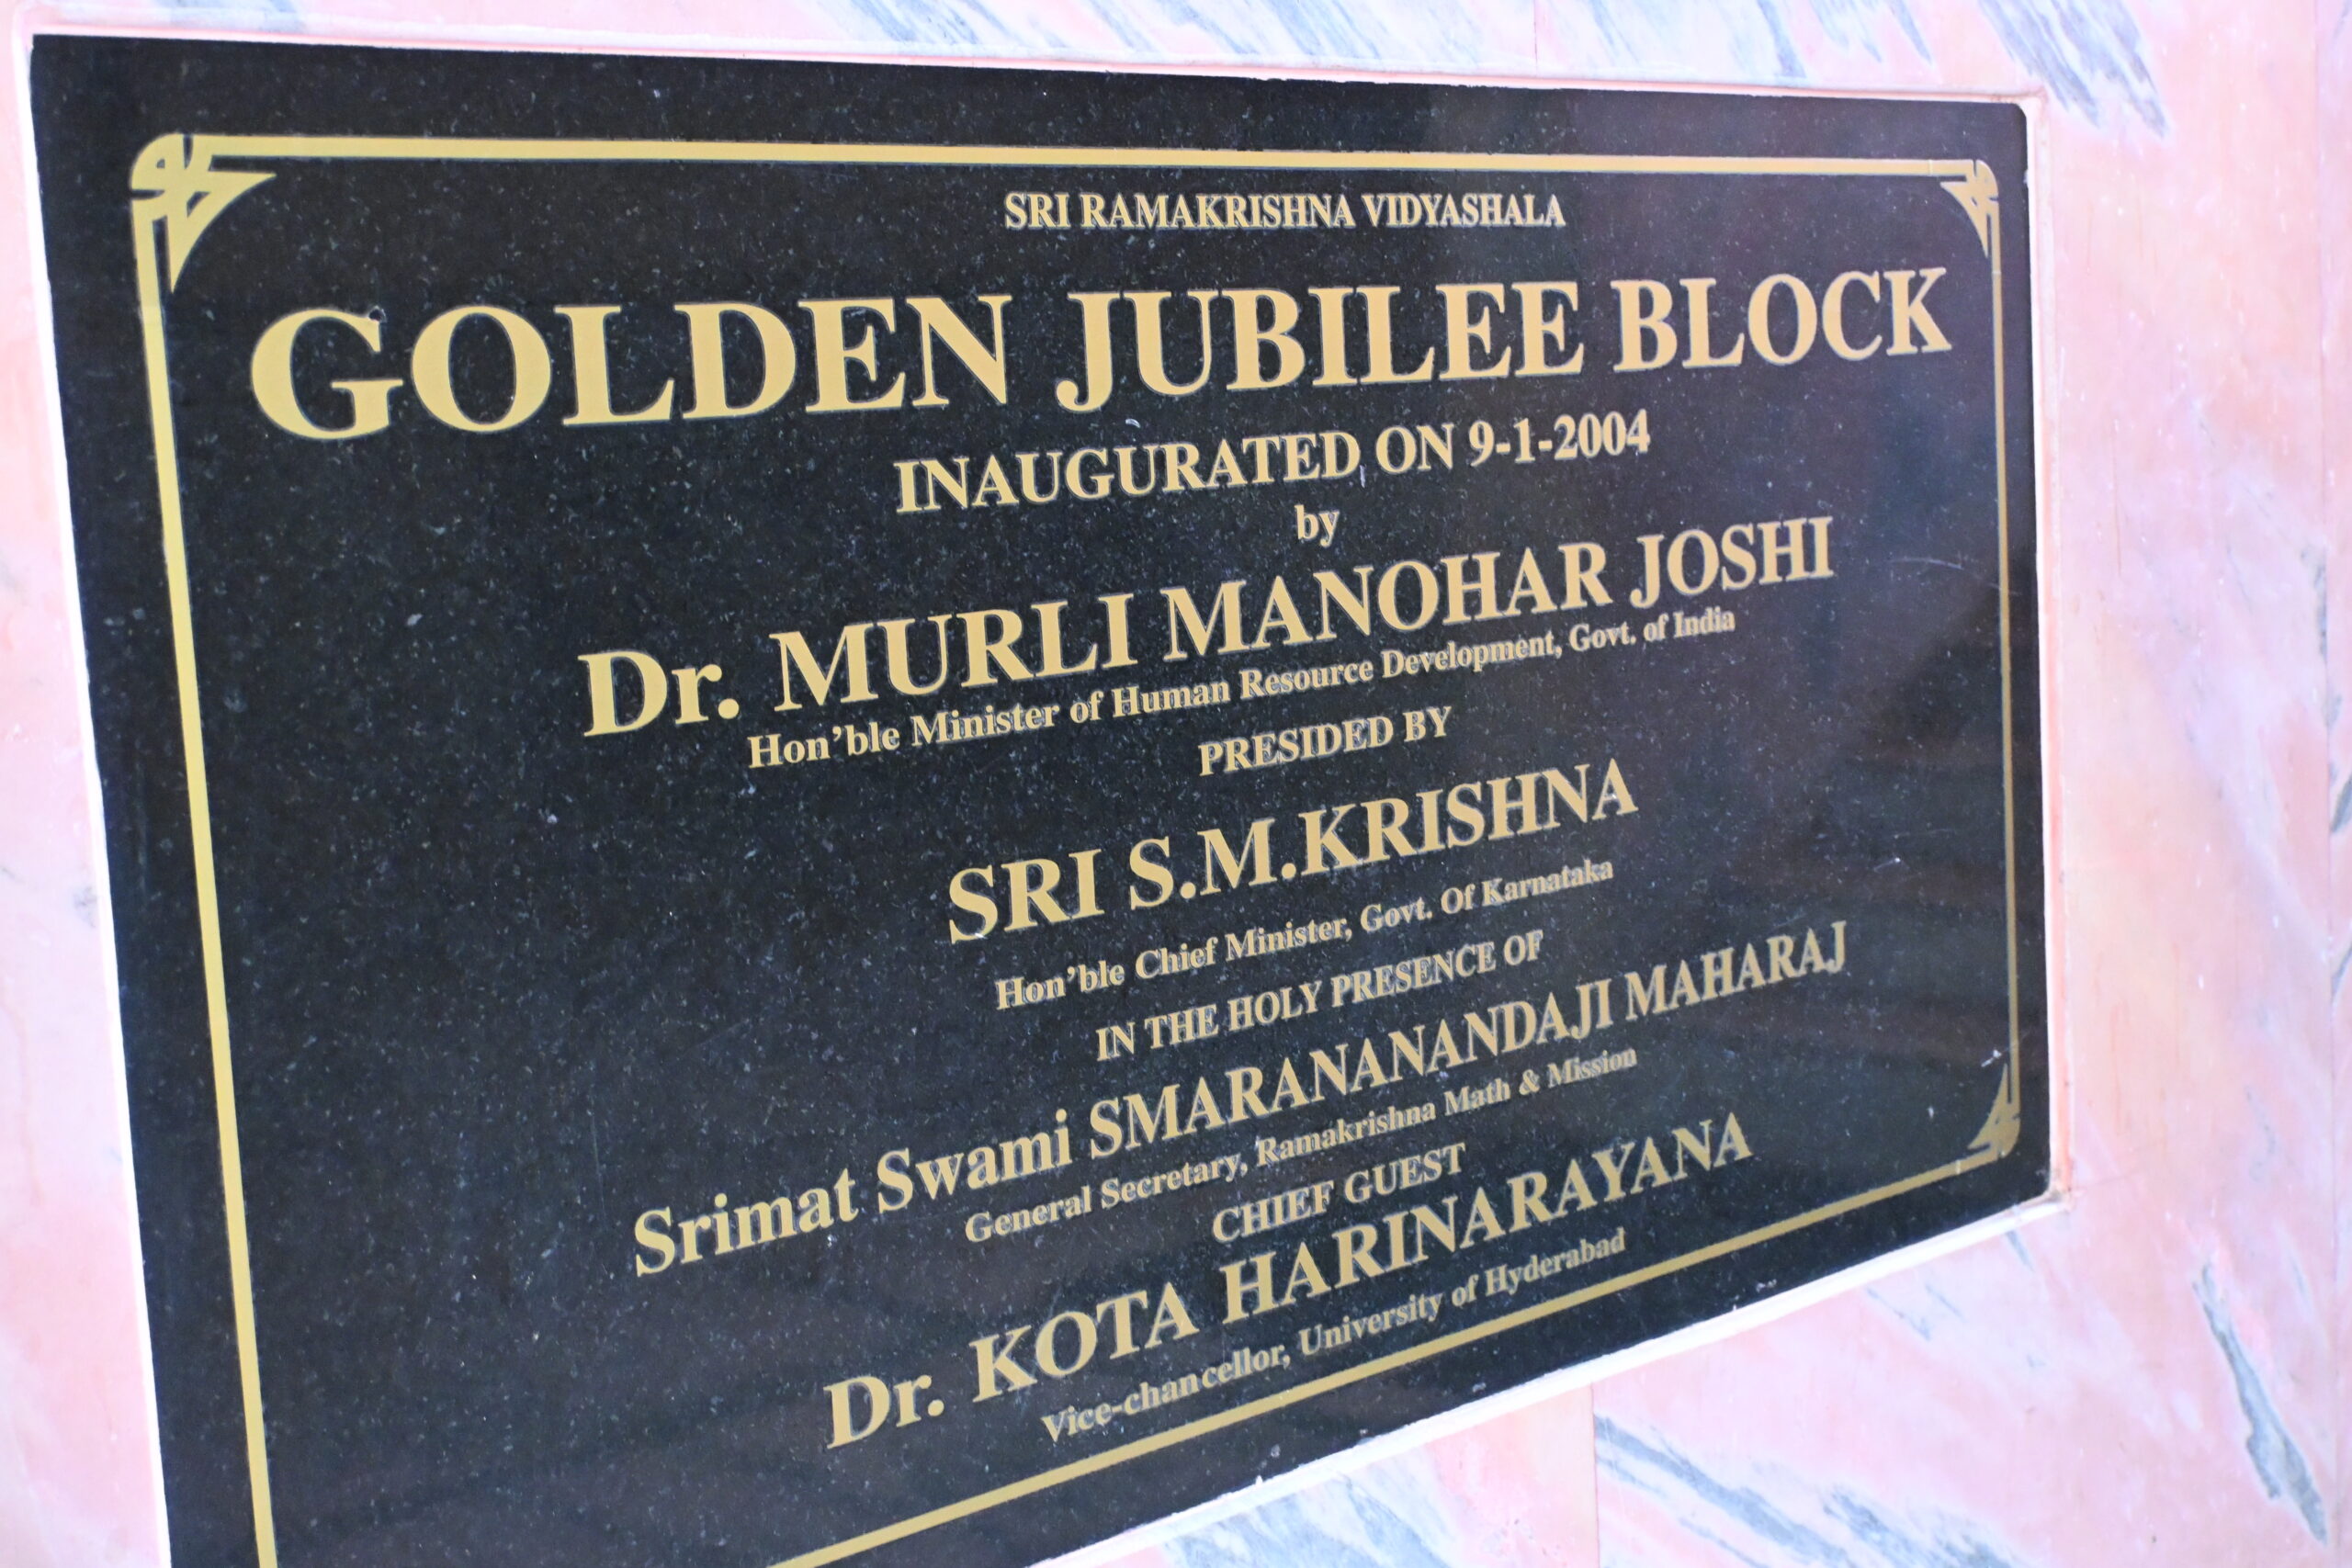 SRI RAMAKRISHNA VIDYASHALA
GOLDEN JUBILEE BLOCK
INAUGURATED ON 9-1-2004
by
Dr. MURLI MANOHAR JOSHI
Hon'ble Minister of Human Resource Development, Govt. of India
PRESIDED BY
SRI S.M.KRISHNA
Hon'ble Chief Minister, Govt. Of Karnataka
IN THE HOLY PRESENCE OF
Srimat Swami SMARANANANDAJI MAHARAJ
General Secretary, Ramakrishna Math & Mission
CHIEF GUEST
Dr. KOTA HARINARAYANA
Vice-chancellor, University of Hyderabad